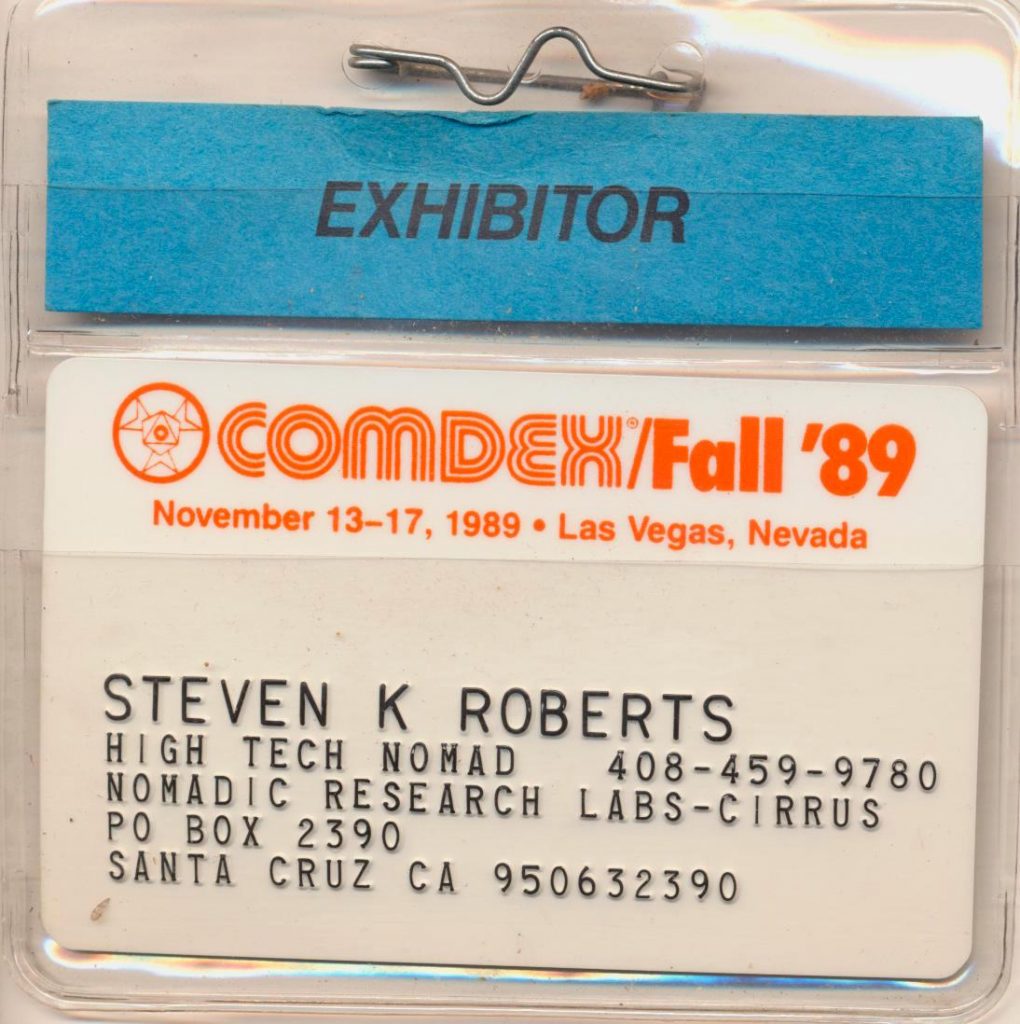 EXHIBITOR
COMDEX®/Fall '89
November 13–17, 1989 • Las Vegas, Nevada
STEVEN K ROBERTS
HIGH TECH NOMAD 408-459-9780
NOMADIC RESEARCH LABS-CIRRUS
PO BOX 2390
SANTA CRUZ CA 950632390